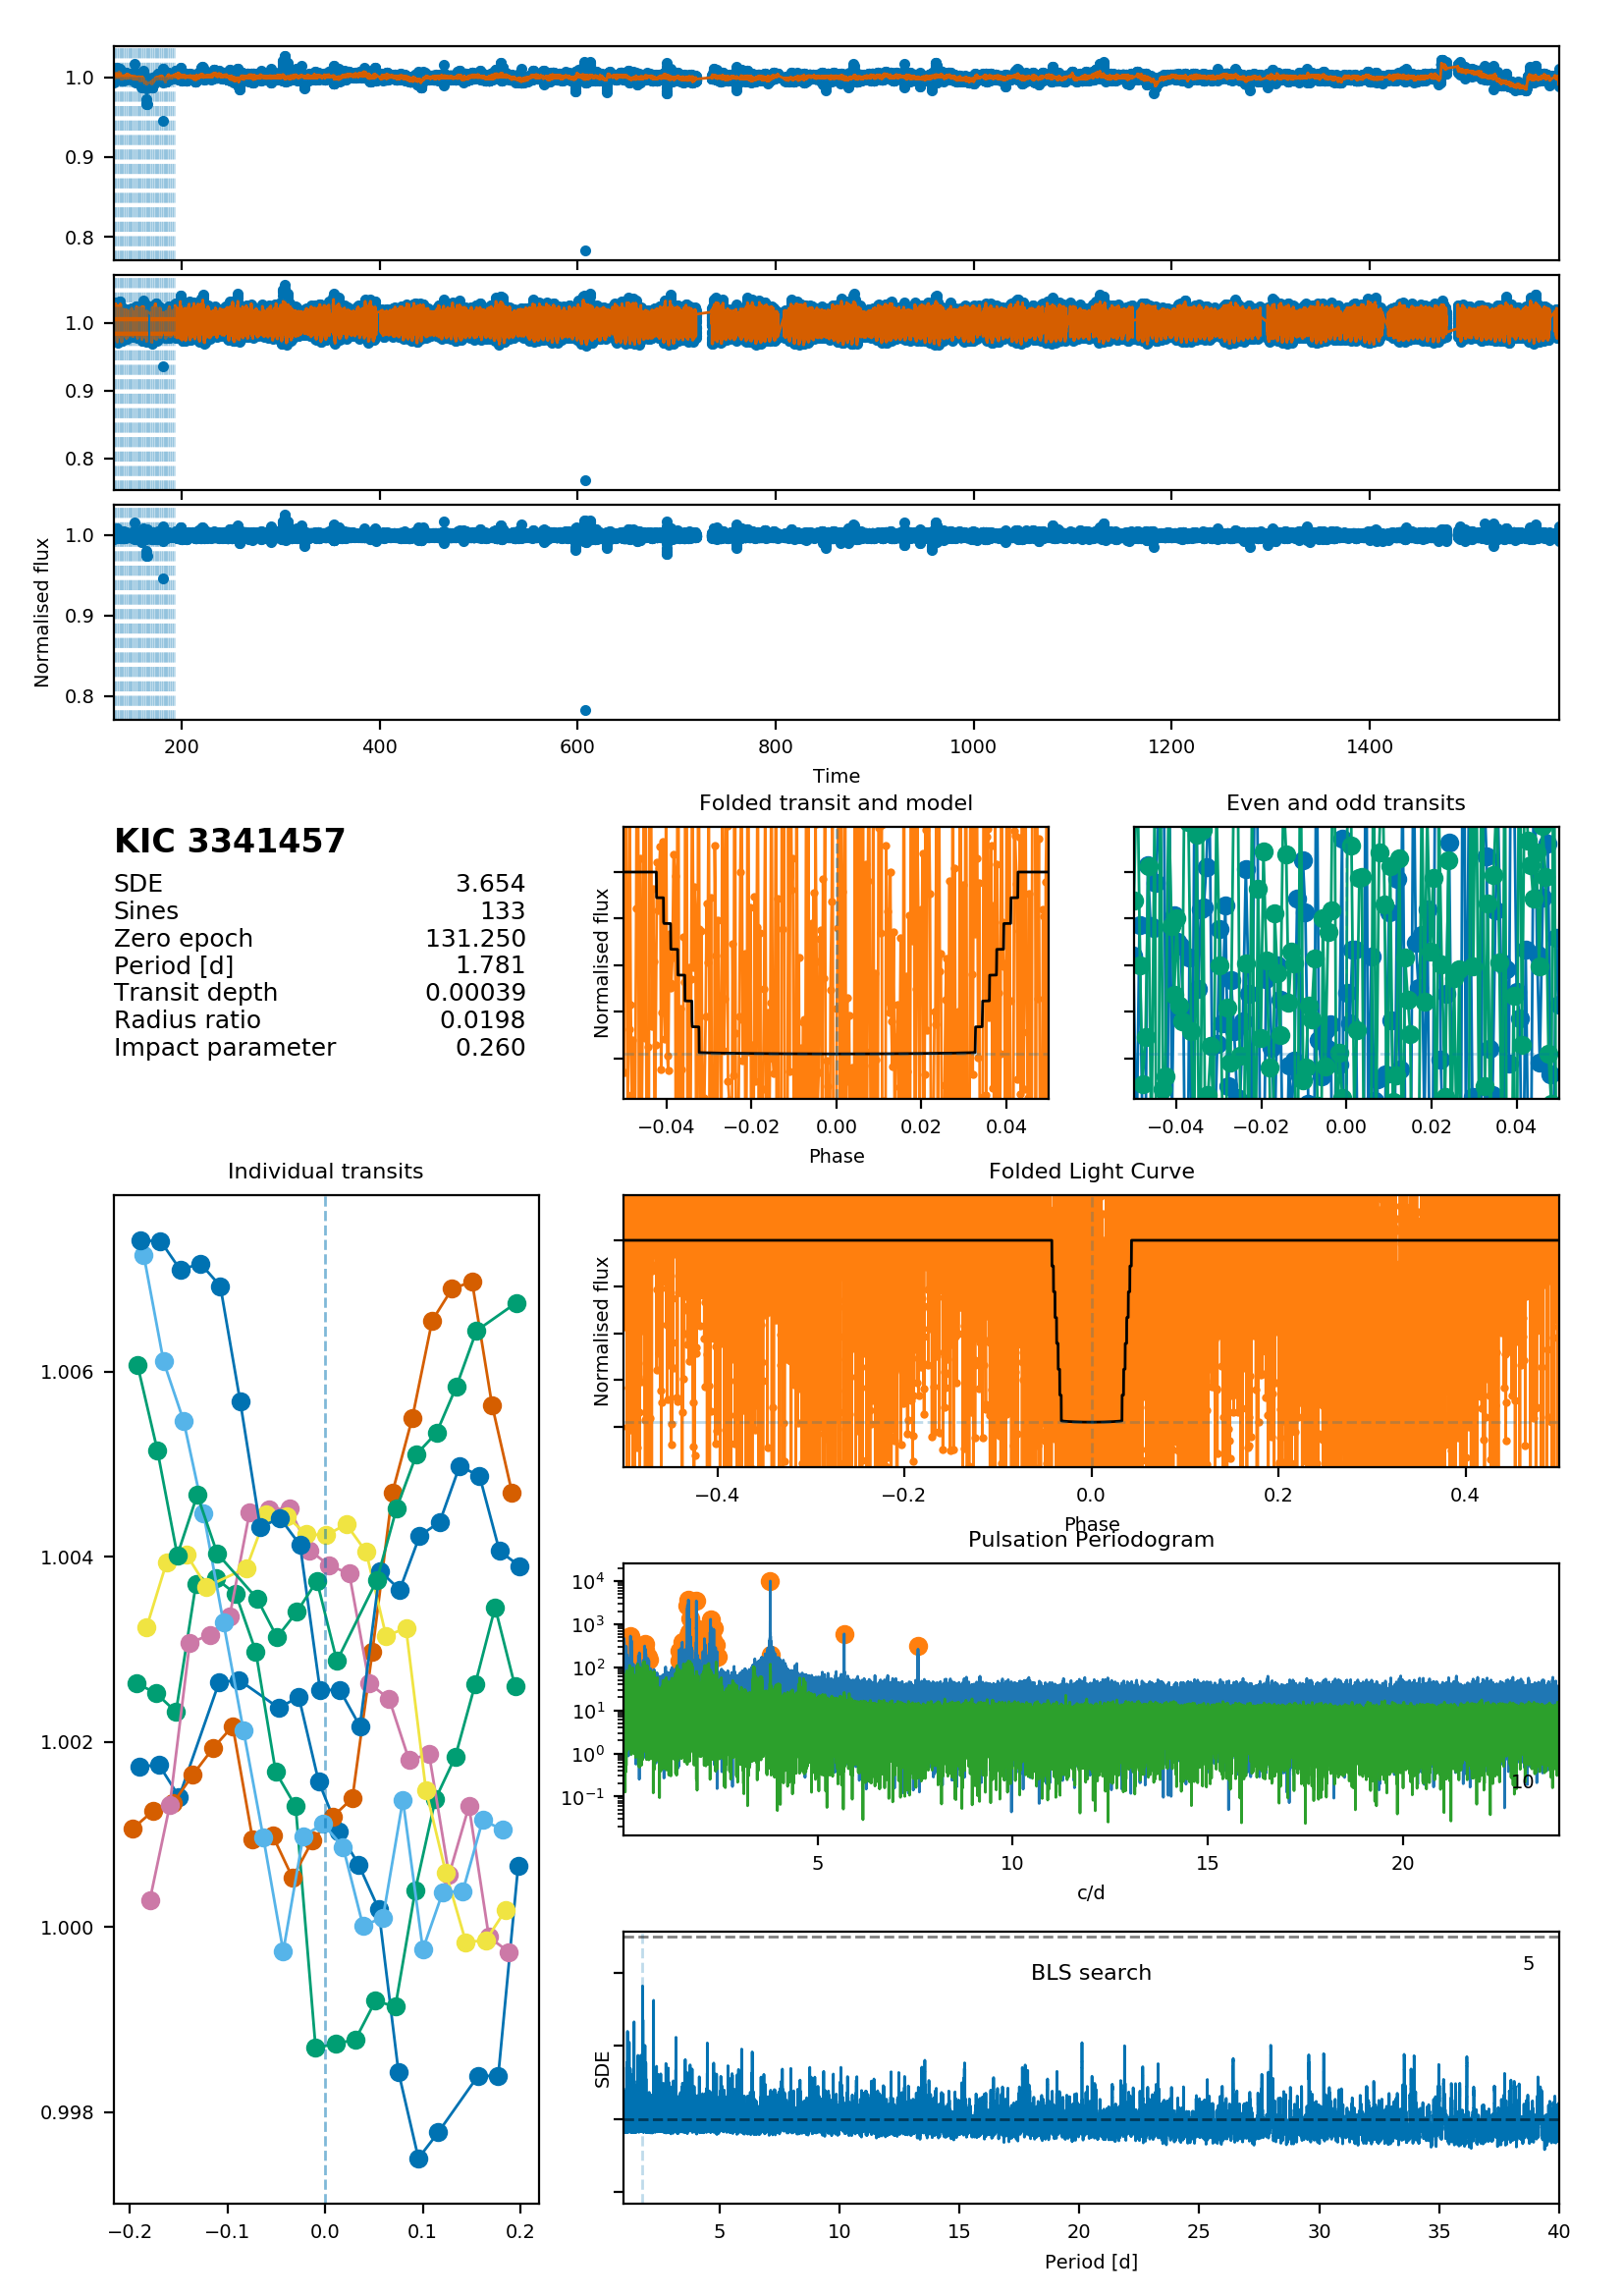 1.0
0.9
0.8
1.0
0.9
0.8
1.0
0.9
0.8
Normalised flux
200 400 600 800 1000 1200 1400
Time
KIC 3341457
SDE 3.654
Sines 133
Zero epoch 131.250
Period [d] 1.781
Transit depth 0.00039
Radius ratio 0.0198
Impact parameter 0.260
Folded transit and model
Normalised flux
−0.04 −0.02 0.00 0.02 0.04
Phase
Even and odd transits
−0.04 −0.02 0.00 0.02 0.04
Individual transits
1.006
1.004
1.002
1.000
0.998
−0.2 −0.1 0.0 0.1 0.2
Folded Light Curve
Normalised flux
−0.4 −0.2 0.0 0.2 0.4
Phase
Pulsation Periodogram
10⁴
10³
10²
10¹
10⁰
10⁻¹
10
5 10 15 20
c/d
BLS search
5
SDE
5 10 15 20 25 30 35 40
Period [d]